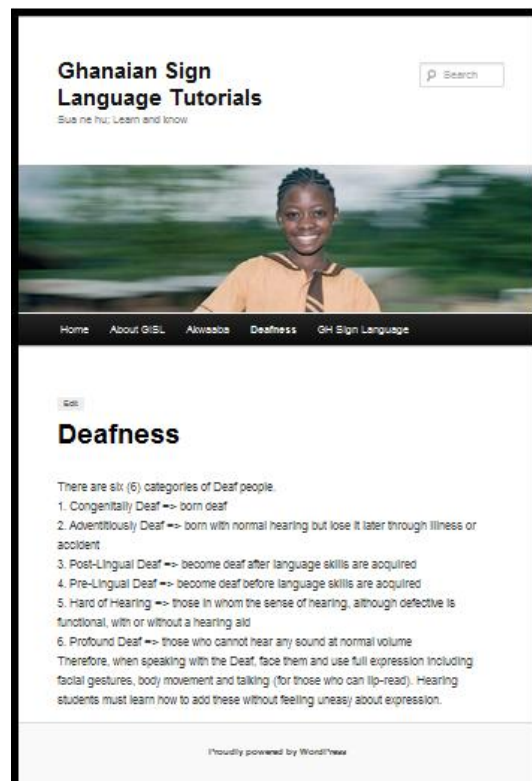 Ghanaian Sign
Language Tutorials
Sua ne hu; Learn and know
Search
Home About GISL Akwaaba Deafness GH Sign Language
Edit
Deafness
There are six (6) categories of Deaf people.
1. Congenitally Deaf => born deaf
2. Adventitiously Deaf => born with normal hearing but lose it later through illness or
accident
3. Post-Lingual Deaf => become deaf after language skills are acquired
4. Pre-Lingual Deaf => become deaf before language skills are acquired
5. Hard of Hearing => those in whom the sense of hearing, although defective is
functional, with or without a hearing aid
6. Profound Deaf => those who cannot hear any sound at normal volume
Therefore, when speaking with the Deaf, face them and use full expression including
facial gestures, body movement and talking (for those who can lip-read). Hearing
students must learn how to add these without feeling uneasy about expression.
Proudly powered by WordPress